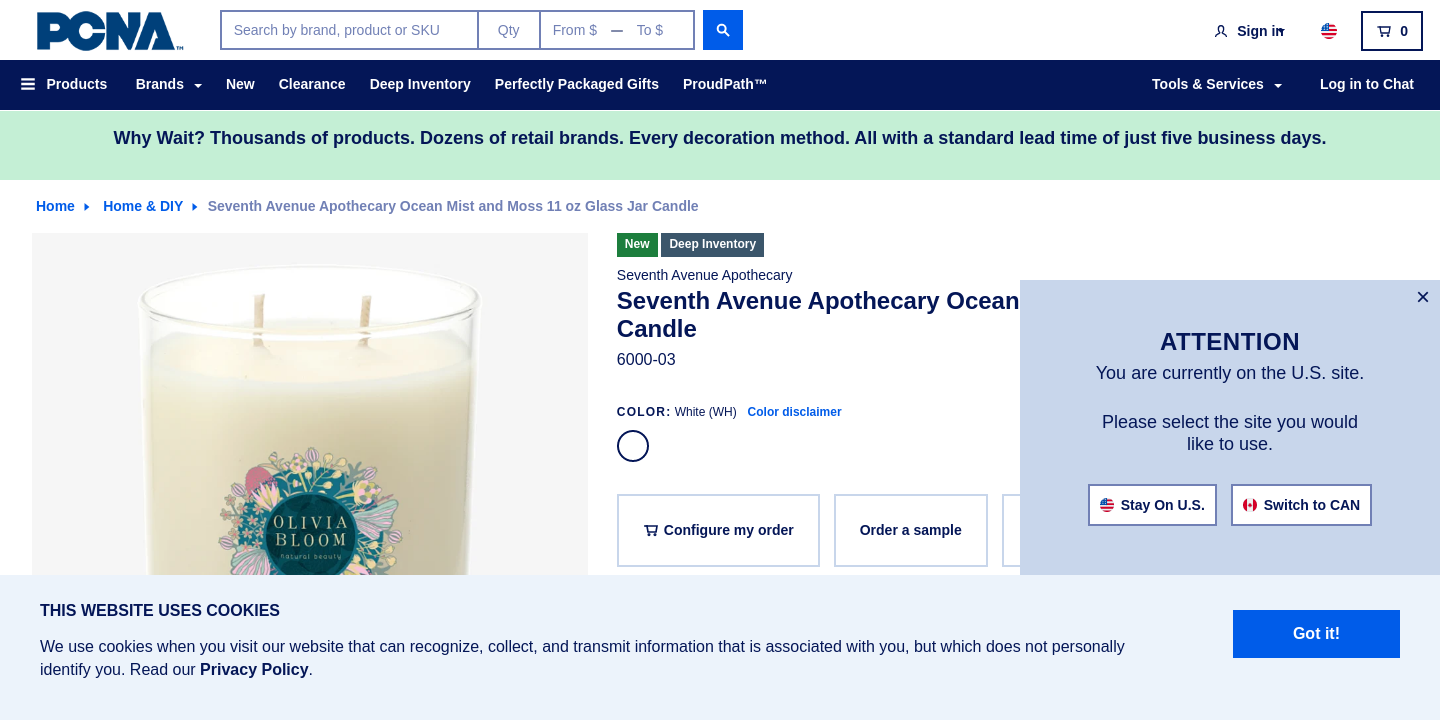 PCNA™
Search by brand, product or SKU
Qty
From $ — To $
Sign in
0
Products
Brands
New
Clearance
Deep Inventory
Perfectly Packaged Gifts
ProudPath™
Tools & Services
Log in to Chat
Why Wait? Thousands of products. Dozens of retail brands. Every decoration method. All with a standard lead time of just five business days.
Home
Home & DIY
Seventh Avenue Apothecary Ocean Mist and Moss 11 oz Glass Jar Candle
New
Deep Inventory
Seventh Avenue Apothecary
Seventh Avenue Apothecary Ocean
Candle
6000-03
COLOR: White (WH) Color disclaimer
Configure my order
Order a sample
OLIVIA
BLOOM
natural beauty
×
ATTENTION
You are currently on the U.S. site.
Please select the site you would
like to use.
Stay On U.S.
Switch to CAN
THIS WEBSITE USES COOKIES
We use cookies when you visit our website that can recognize, collect, and transmit information that is associated with you, but which does not personally
identify you. Read our Privacy Policy.
Got it!